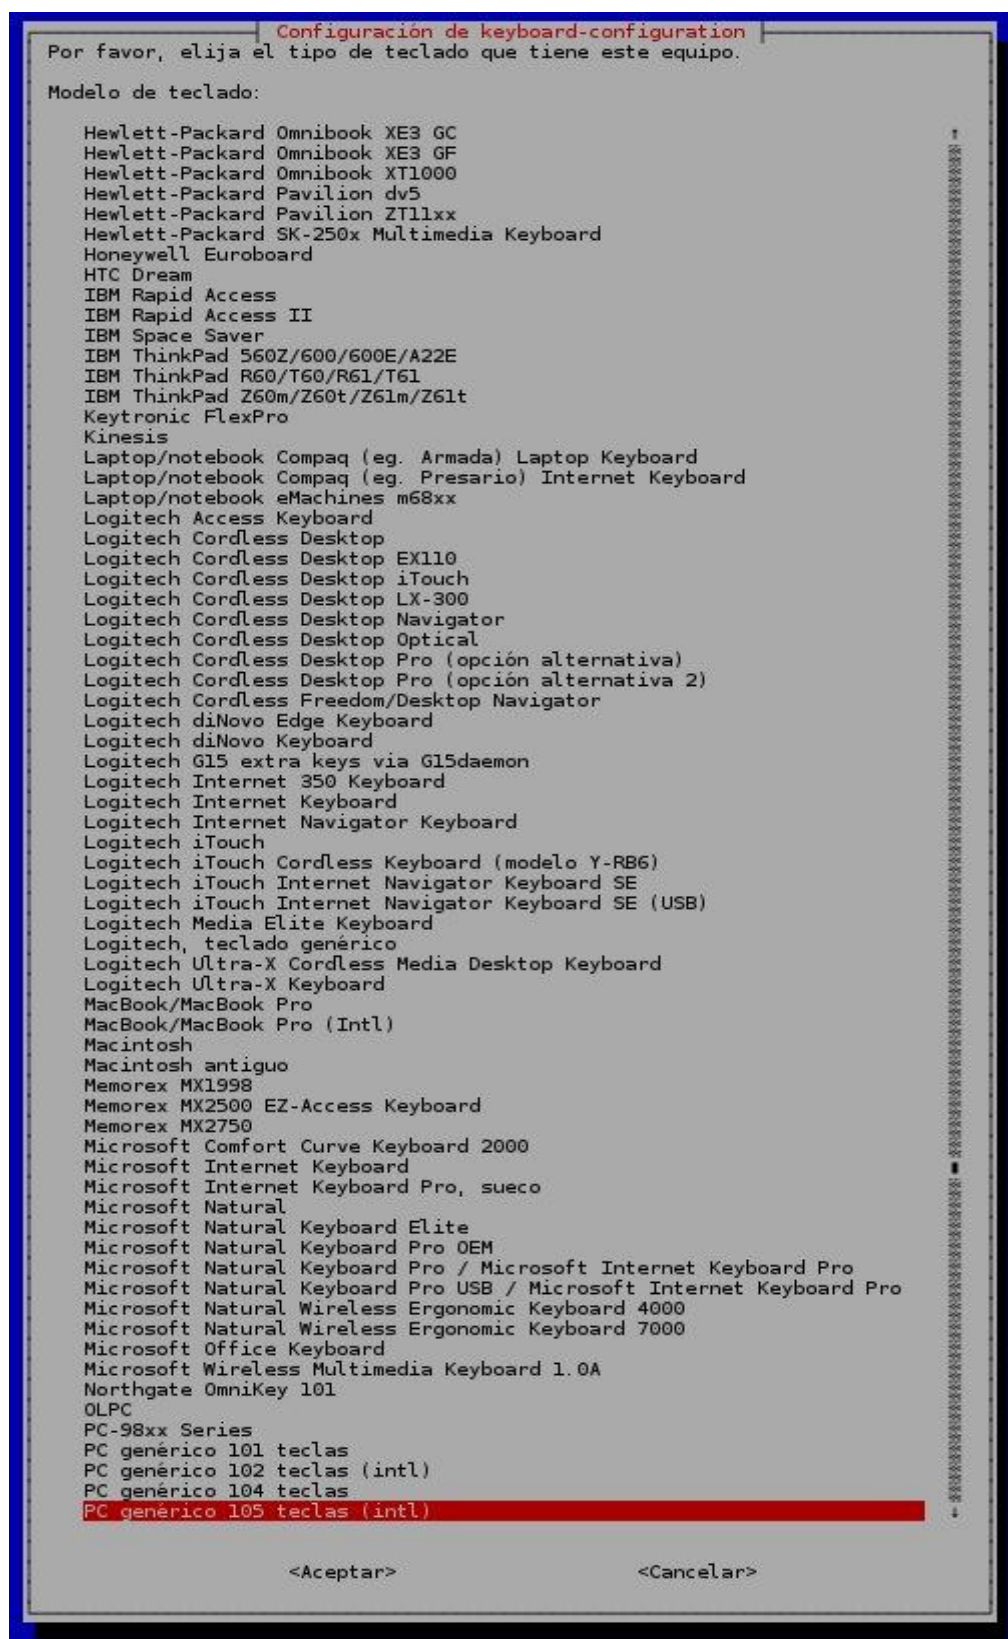 Configuración de keyboard-configuration
Por favor, elija el tipo de teclado que tiene este equipo.
Modelo de teclado:
Hewlett-Packard Omnibook XE3 GC
Hewlett-Packard Omnibook XE3 GF
Hewlett-Packard Omnibook XT1000
Hewlett-Packard Pavilion dv5
Hewlett-Packard Pavilion ZT11xx
Hewlett-Packard SK-250x Multimedia Keyboard
Honeywell Euroboard
HTC Dream
IBM Rapid Access
IBM Rapid Access II
IBM Space Saver
IBM ThinkPad 560Z/600/600E/A22E
IBM ThinkPad R60/T60/R61/T61
IBM ThinkPad Z60m/Z60t/Z61m/Z61t
Keytronic FlexPro
Kinesis
Laptop/notebook Compaq (eg. Armada) Laptop Keyboard
Laptop/notebook Compaq (eg. Presario) Internet Keyboard
Laptop/notebook eMachines m68xx
Logitech Access Keyboard
Logitech Cordless Desktop
Logitech Cordless Desktop EX110
Logitech Cordless Desktop iTouch
Logitech Cordless Desktop LX-300
Logitech Cordless Desktop Navigator
Logitech Cordless Desktop Optical
Logitech Cordless Desktop Pro (opción alternativa)
Logitech Cordless Desktop Pro (opción alternativa 2)
Logitech Cordless Freedom/Desktop Navigator
Logitech diNovo Edge Keyboard
Logitech diNovo Keyboard
Logitech G15 extra keys via G15daemon
Logitech Internet 350 Keyboard
Logitech Internet Keyboard
Logitech Internet Navigator Keyboard
Logitech iTouch
Logitech iTouch Cordless Keyboard (modelo Y-RB6)
Logitech iTouch Internet Navigator Keyboard SE
Logitech iTouch Internet Navigator Keyboard SE (USB)
Logitech Media Elite Keyboard
Logitech, teclado genérico
Logitech Ultra-X Cordless Media Desktop Keyboard
Logitech Ultra-X Keyboard
MacBook/MacBook Pro
MacBook/MacBook Pro (Intl)
Macintosh
Macintosh antiguo
Memorex MX1998
Memorex MX2500 EZ-Access Keyboard
Memorex MX2750
Microsoft Comfort Curve Keyboard 2000
Microsoft Internet Keyboard
Microsoft Internet Keyboard Pro, sueco
Microsoft Natural
Microsoft Natural Keyboard Elite
Microsoft Natural Keyboard Pro OEM
Microsoft Natural Keyboard Pro / Microsoft Internet Keyboard Pro
Microsoft Natural Keyboard Pro USB / Microsoft Internet Keyboard Pro
Microsoft Natural Wireless Ergonomic Keyboard 4000
Microsoft Natural Wireless Ergonomic Keyboard 7000
Microsoft Office Keyboard
Microsoft Wireless Multimedia Keyboard 1.0A
Northgate OmniKey 101
OLPC
PC-98xx Series
PC genérico 101 teclas
PC genérico 102 teclas (intl)
PC genérico 104 teclas
PC genérico 105 teclas (intl)
<Aceptar> <Cancelar>